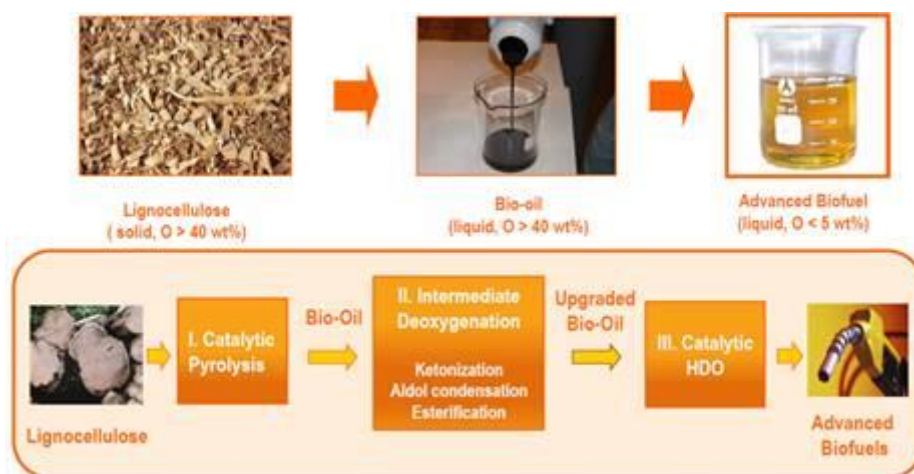 Lignocellulose
( solid, O > 40 wt%)
Bio-oil
(liquid, O > 40 wt%)
Advanced Biofuel
(liquid, O < 5 wt%)
Lignocellulose
I. Catalytic
Pyrolysis
Bio-Oil
II. Intermediate
Deoxygenation
Ketonization
Aldol condensation
Esterification
Upgraded
Bio-Oil
III. Catalytic
HDO
Advanced
Biofuels